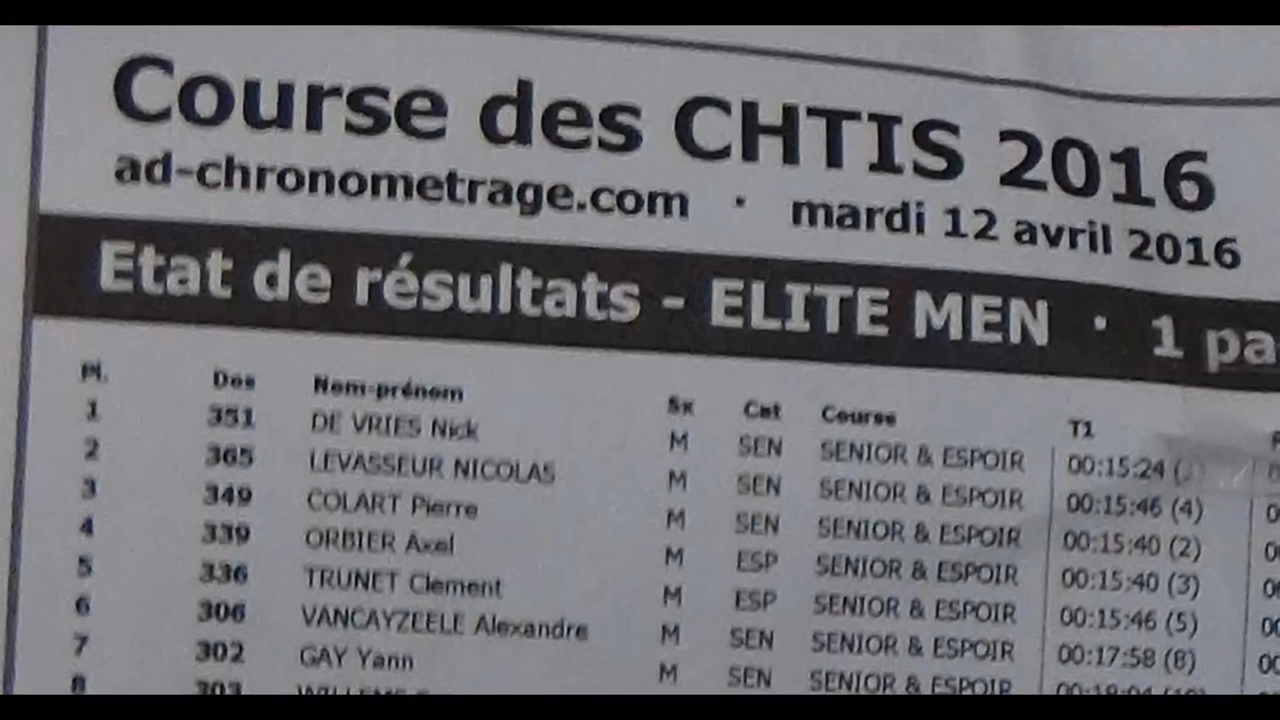 Course des CHTIS 2016
ad-chronometrage.com · mardi 12 avril 2016
Etat de résultats - ELITE MEN · 1 pa
Pl. Dos Nom-prénom Sx Cat Course T1
1 351 DE VRIES Nick M SEN SENIOR & ESPOIR 00:15:24
2 365 LEVASSEUR NICOLAS M SEN SENIOR & ESPOIR 00:15:46 (4)
3 349 COLART Pierre M SEN SENIOR & ESPOIR 00:15:40 (2)
4 339 ORBIER Axel M ESP SENIOR & ESPOIR 00:15:40 (3)
5 336 TRUNET Clement M ESP SENIOR & ESPOIR 00:15:46 (5)
6 306 VANCAYZEELE Alexandre M SEN SENIOR & ESPOIR 00:17:58 (8)
7 302 GAY Yann M SEN SENIOR & ESPOIR
8 303